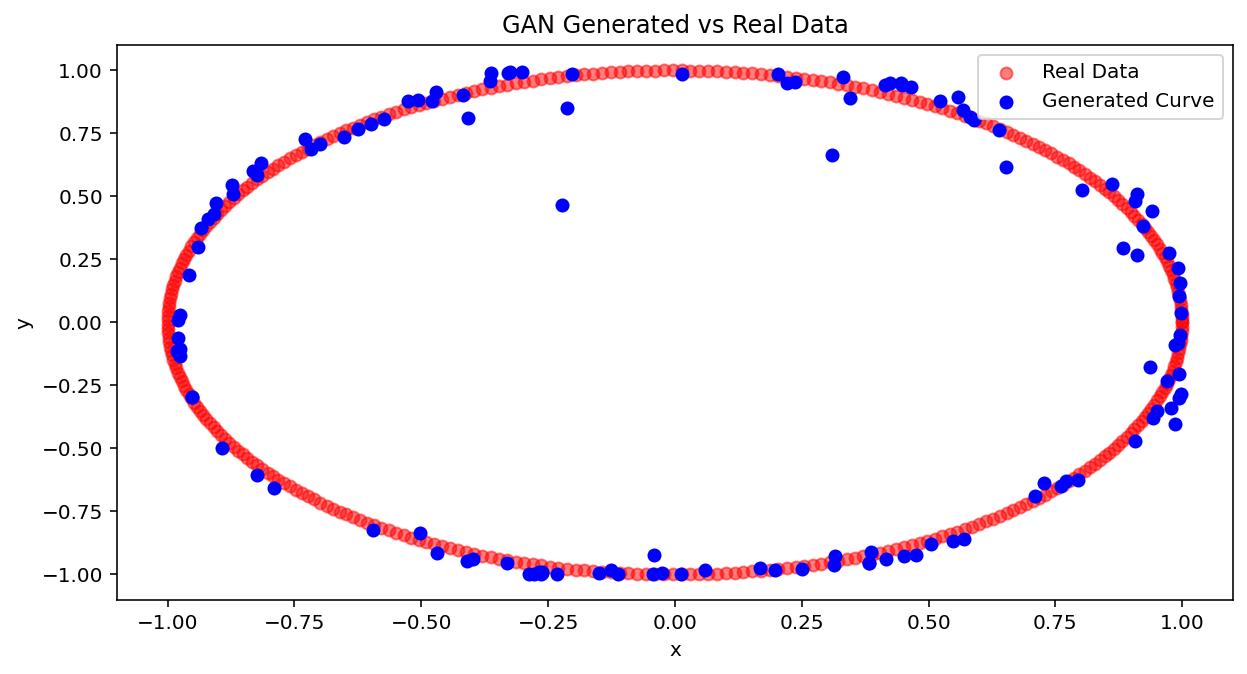 GAN Generated vs Real Data
Real Data
Generated Curve
1.00
0.75
0.50
0.25
0.00
−0.25
−0.50
−0.75
−1.00
y
−1.00 −0.75 −0.50 −0.25 0.00 0.25 0.50 0.75 1.00
x